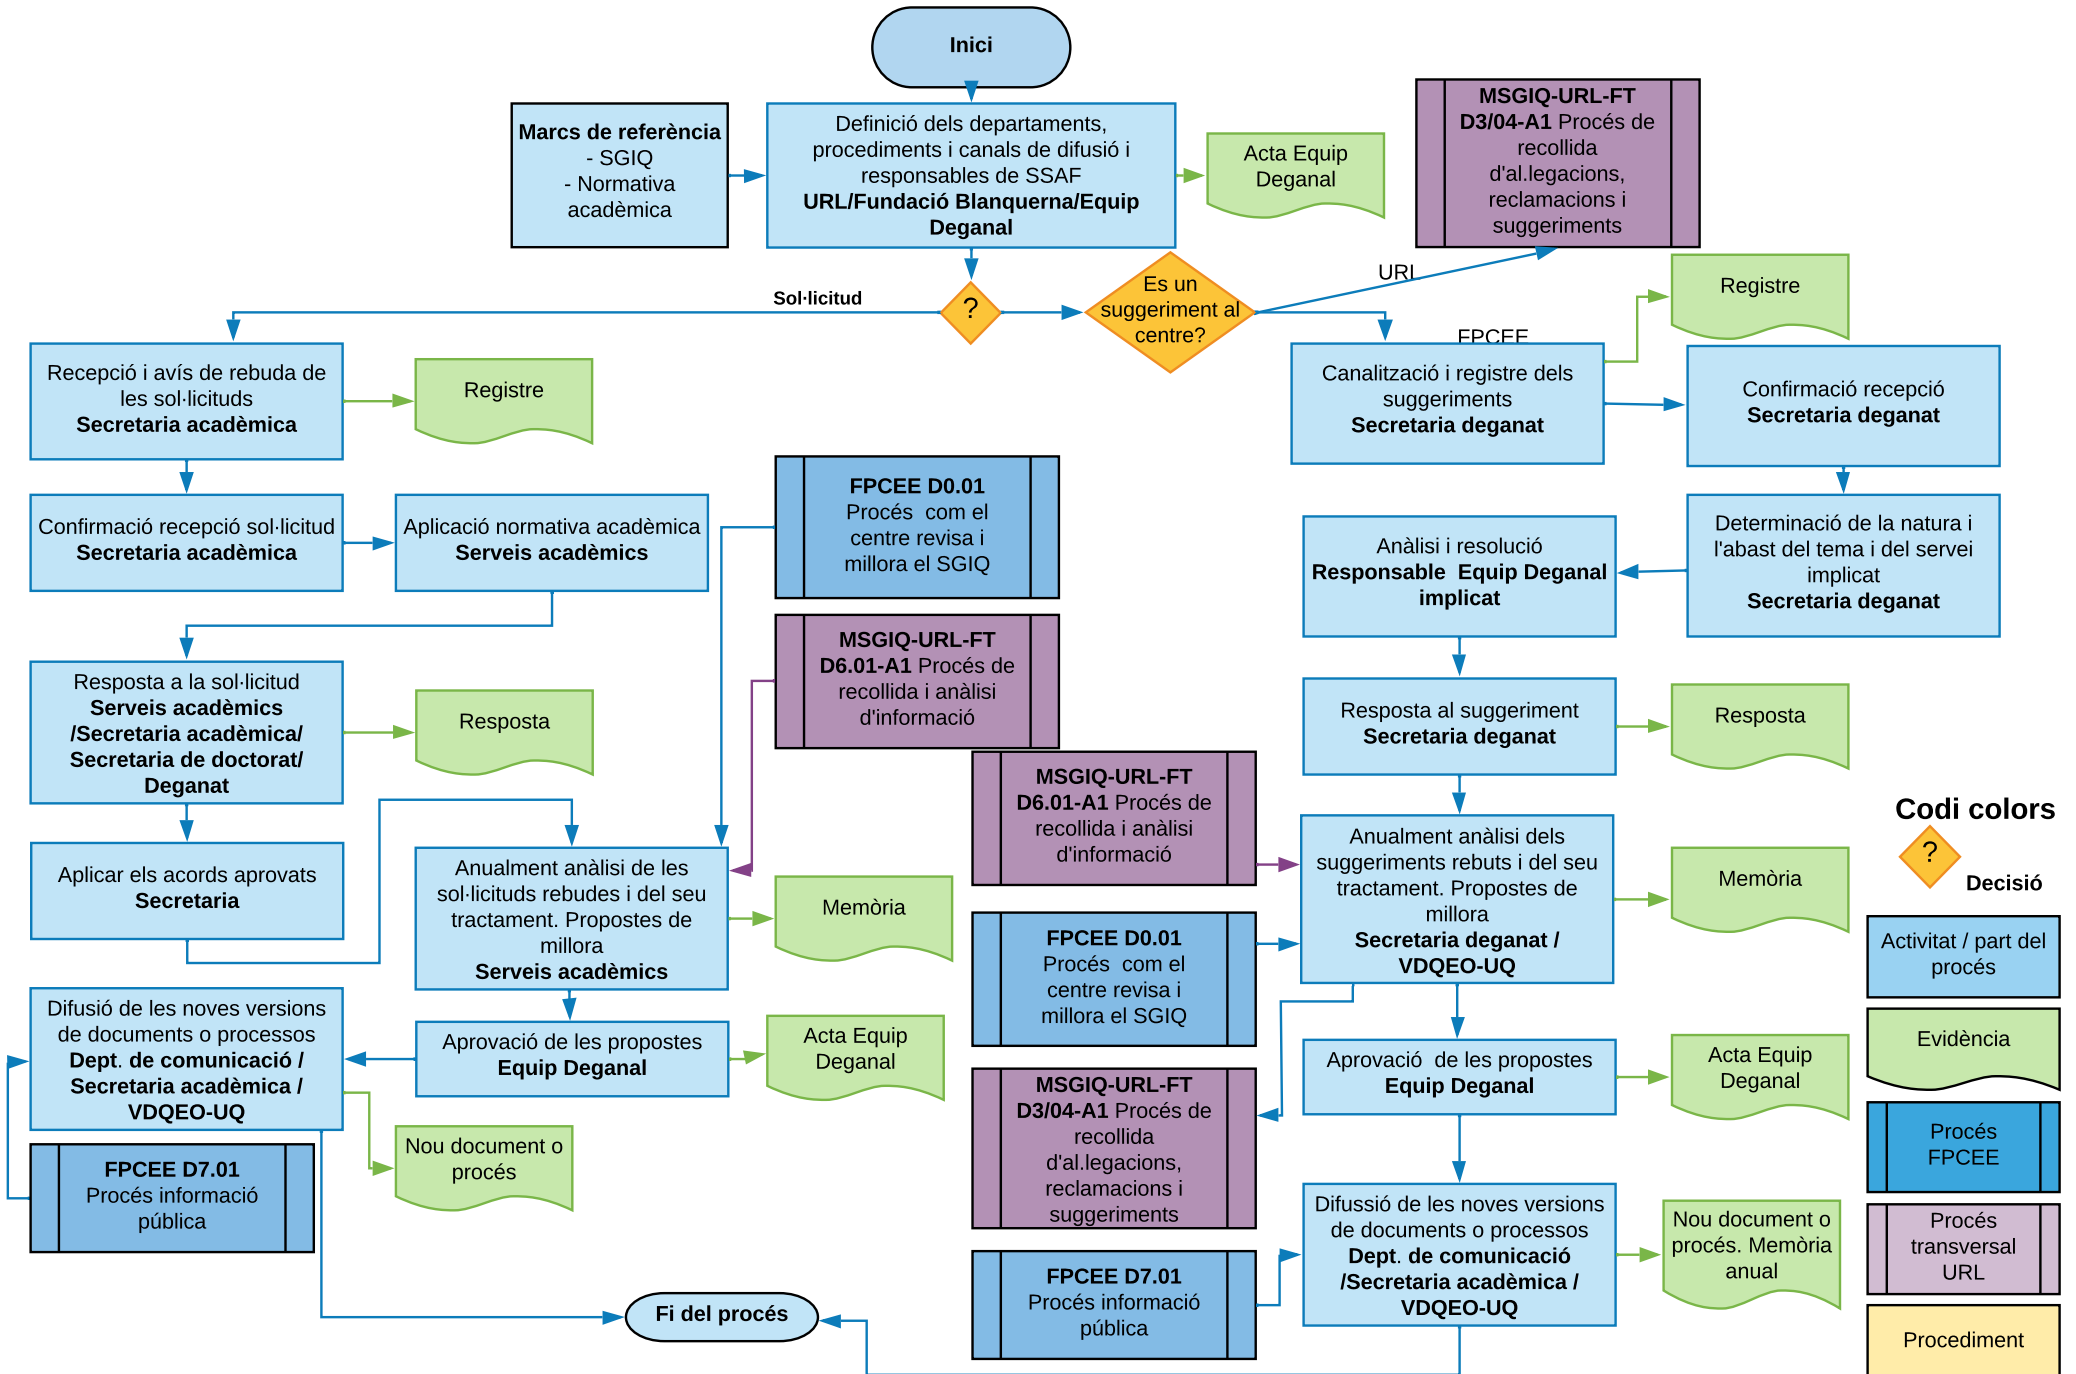 Inici
Marcs de referència
- SGIQ
- Normativa
acadèmica
Definició dels departaments,
procediments i canals de difusió i
responsables de SSAF
URL/Fundació Blanquerna/Equip
Deganal
Acta Equip
Deganal
MSGIQ-URL-FT
D3/04-A1 Procés de
recollida
d'al.legacions,
reclamacions i
suggeriments
Sol·licitud
?
Es un
suggeriment al
centre?
URL
FPCEE
Registre
Recepció i avís de rebuda de
les sol·licituds
Secretaria acadèmica
Registre
Canalització i registre dels
suggeriments
Secretaria deganat
Confirmació recepció
Secretaria deganat
Confirmació recepció sol·licitud
Secretaria acadèmica
Aplicació normativa acadèmica
Serveis acadèmics
FPCEE D0.01
Procés  com el
centre revisa i
millora el SGIQ
Anàlisi i resolució
Responsable  Equip Deganal
implicat
Determinació de la natura i
l'abast del tema i del servei
implicat
Secretaria deganat
MSGIQ-URL-FT
D6.01-A1 Procés de
recollida i anàlisi
d'informació
Resposta a la sol·licitud
Serveis acadèmics
/Secretaria acadèmica/
Secretaria de doctorat/
Deganat
Resposta
Resposta al suggeriment
Secretaria deganat
Resposta
MSGIQ-URL-FT
D6.01-A1 Procés de
recollida i anàlisi
d'informació
Aplicar els acords aprovats
Secretaria
Anualment anàlisi de les
sol·licituds rebudes i del seu
tractament. Propostes de
millora
Serveis acadèmics
Memòria
Anualment anàlisi dels
suggeriments rebuts i del seu
tractament. Propostes de
millora
Secretaria deganat /
VDQEO-UQ
Memòria
FPCEE D0.01
Procés  com el
centre revisa i
millora el SGIQ
Difusió de les noves versions
de documents o processos
Dept. de comunicació /
Secretaria acadèmica /
VDQEO-UQ
Aprovació de les propostes
Equip Deganal
Acta Equip
Deganal
Aprovació  de les propostes
Equip Deganal
Acta Equip
Deganal
MSGIQ-URL-FT
D3/04-A1 Procés de
recollida
d'al.legacions,
reclamacions i
suggeriments
Nou document o
procés
FPCEE D7.01
Procés informació
pública
Difussió de les noves versions
de documents o processos
Dept. de comunicació
/Secretaria acadèmica /
VDQEO-UQ
Nou document o
procés. Memòria
anual
FPCEE D7.01
Procés informació
pública
Fi del procés
Codi colors
?
Decisió
Activitat / part del
procés
Evidència
Procés
FPCEE
Procés
transversal
URL
Procediment